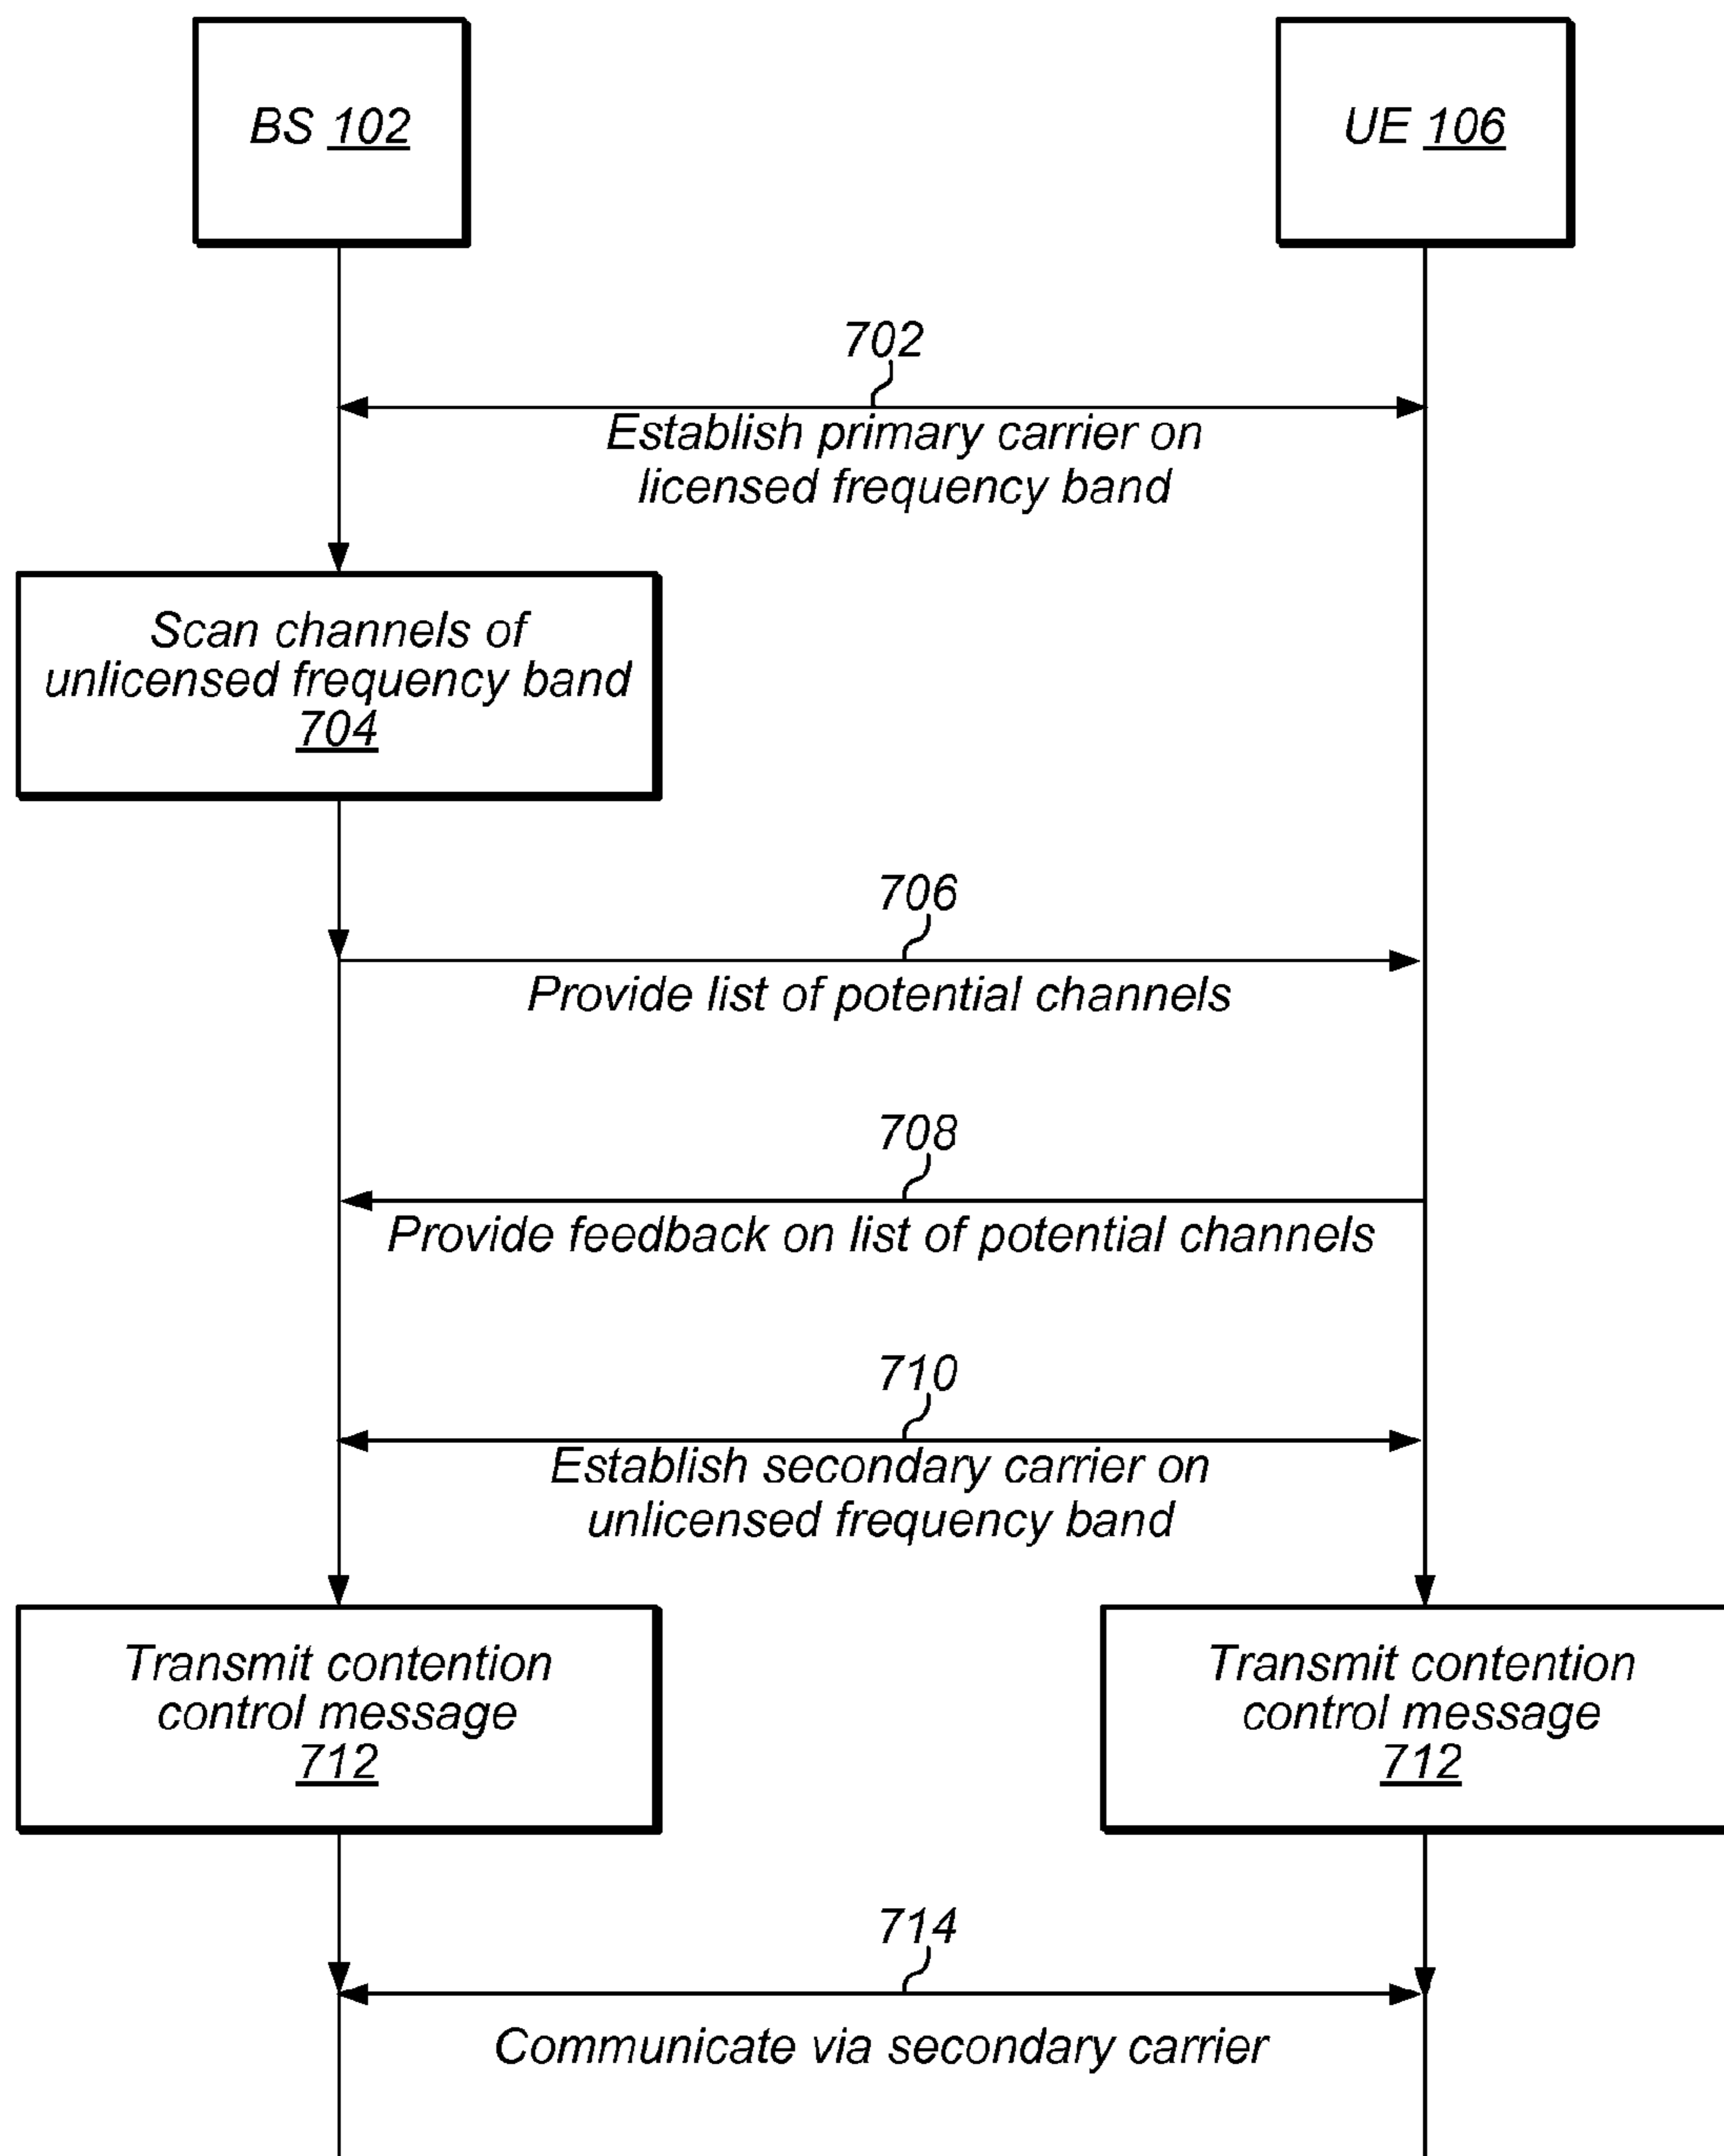 BS 102
UE 106
702
Establish primary carrier on
licensed frequency band
Scan channels of
unlicensed frequency band
704
706
Provide list of potential channels
708
Provide feedback on list of potential channels
710
Establish secondary carrier on
unlicensed frequency band
Transmit contention
control message
712
Transmit contention
control message
712
714
Communicate via secondary carrier